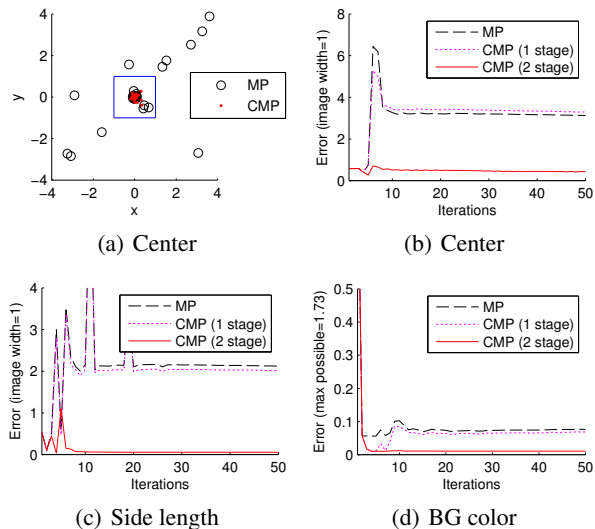 4
2
0
−2
−4
−4
−2
0
2
4
y
x
MP
CMP
(a) Center
8
6
4
2
0
10
20
30
40
50
Error (image width=1)
Iterations
MP
CMP (1 stage)
CMP (2 stage)
(b) Center
4
3
2
1
0
10
20
30
40
50
Error (image width=1)
Iterations
MP
CMP (1 stage)
CMP (2 stage)
(c) Side length
0.5
0.4
0.3
0.2
0.1
0
10
20
30
40
50
Error (max possible=1.73)
Iterations
MP
CMP (1 stage)
CMP (2 stage)
(d) BG color